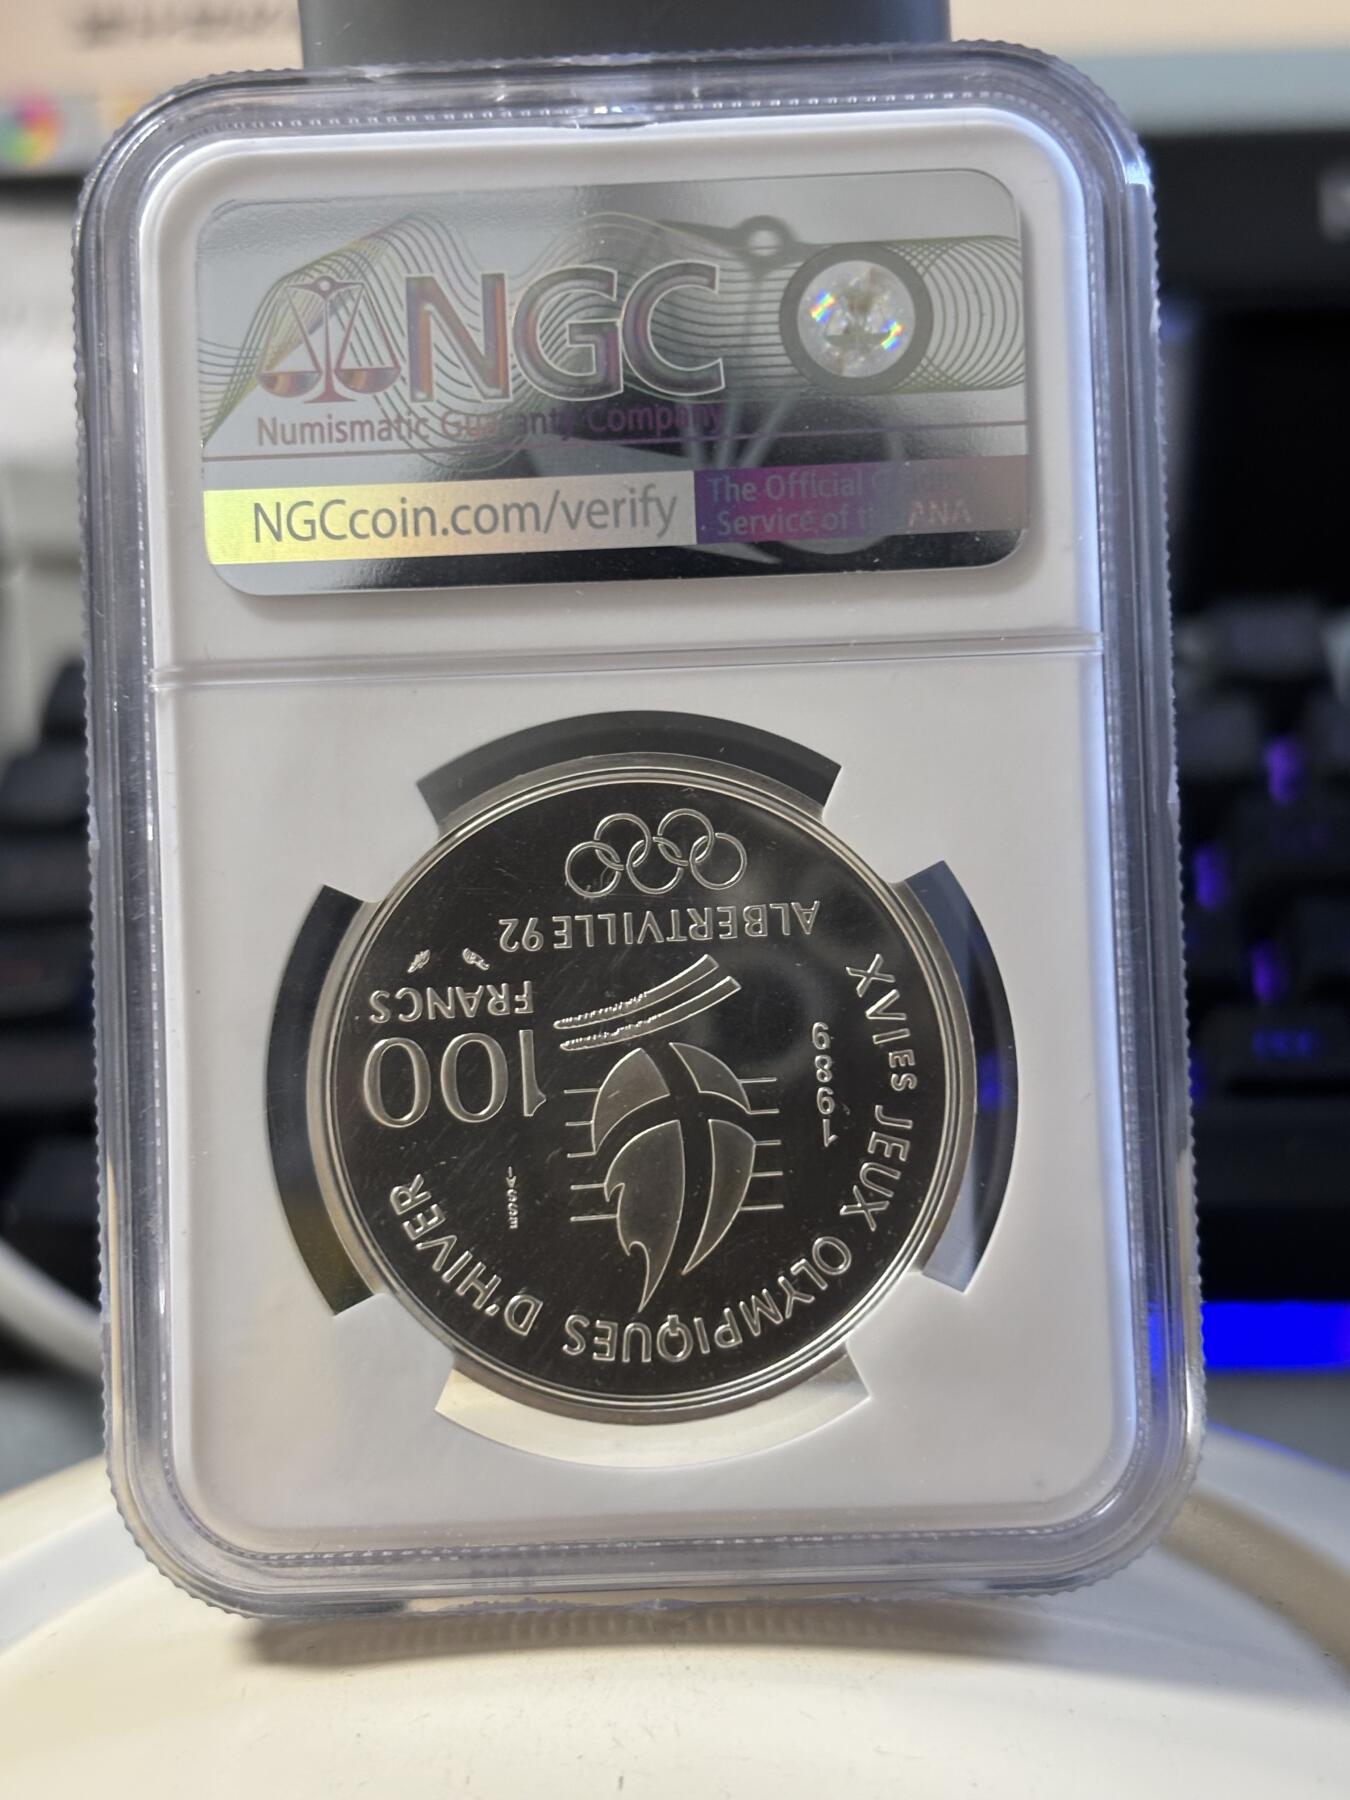 NGC
Numismatic Guaranty Company
NGCcoin.com/verify
The Official
Service of the ANA
XVIES JEUX OLYMPIQUES D'HIVER
1989
100
FRANCS
ALBERTVILLE 92